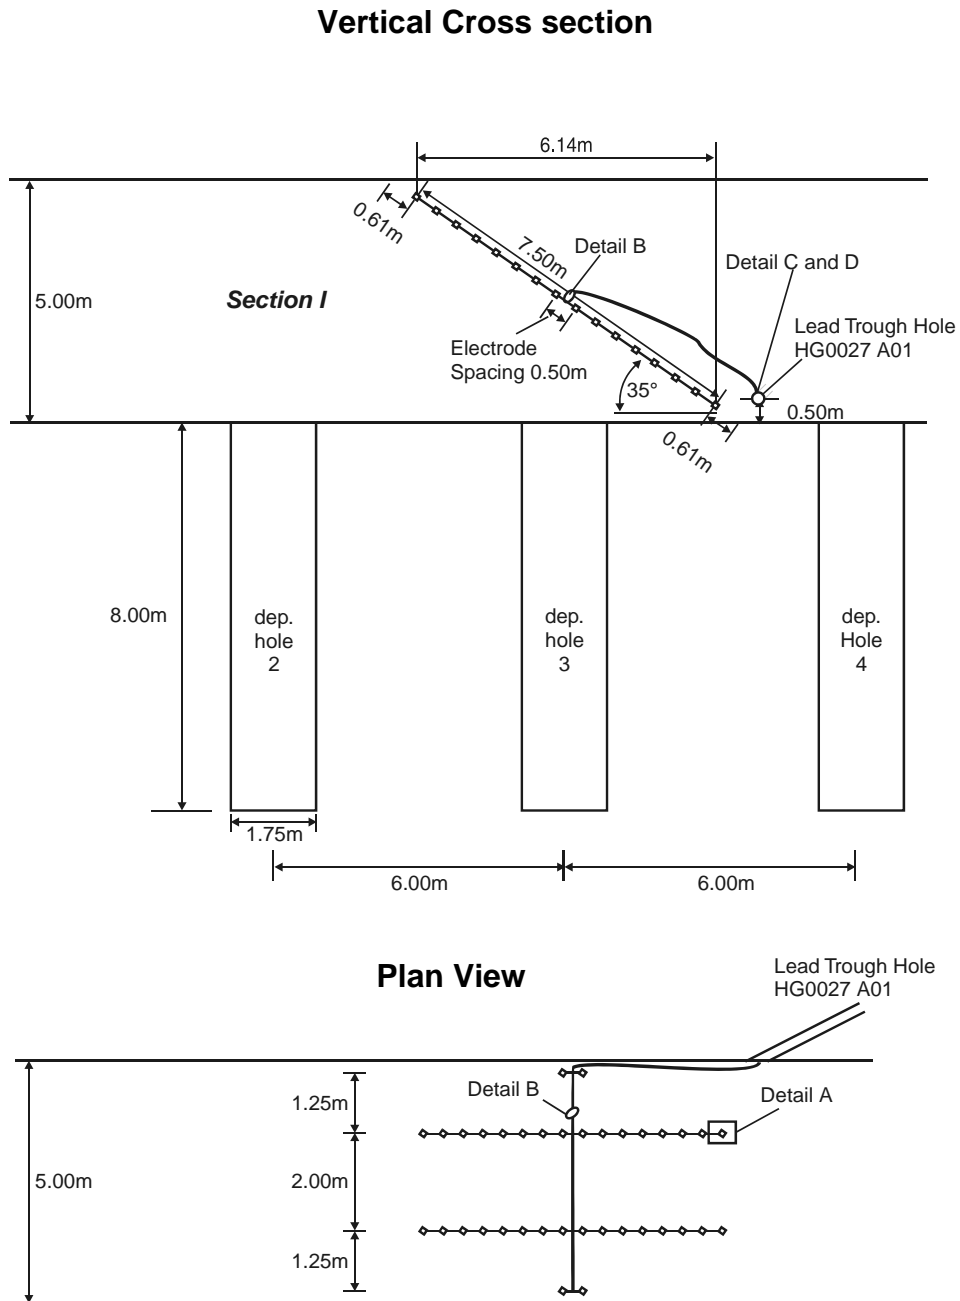 Vertical Cross section
6.14m
0.61m
7.50m
Detail B
Detail C and D
5.00m
Section I
Lead Trough Hole
HG0027 A01
Electrode
Spacing 0.50m
35°
0.50m
0.61m
8.00m
dep.
hole
2
dep.
hole
3
dep.
Hole
4
1.75m
6.00m
6.00m
Plan View
Lead Trough Hole
HG0027 A01
1.25m
Detail B
Detail A
5.00m
2.00m
1.25m